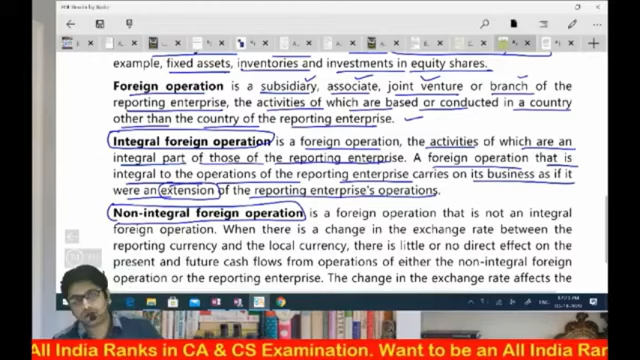 example, fixed assets, inventories and investments in equity shares.
Foreign operation is a subsidiary, associate, joint venture or branch of the
reporting enterprise, the activities of which are based or conducted in a country
other than the country of the reporting enterprise.
Integral foreign operation is a foreign operation, the activities of which are an
integral part of those of the reporting enterprise. A foreign operation that is
integral to the operations of the reporting enterprise carries on its business as if it
were an extension of the reporting enterprise's operations.
Non-integral foreign operation is a foreign operation that is not an integral
foreign operation. When there is a change in the exchange rate between the
reporting currency and the local currency, there is little or no direct effect on the
present and future cash flows from operations of either the non-integral foreign
operation or the reporting enterprise. The change in the exchange rate affects the
All India Ranks in CA & CS Examination. Want to be an All India Ran